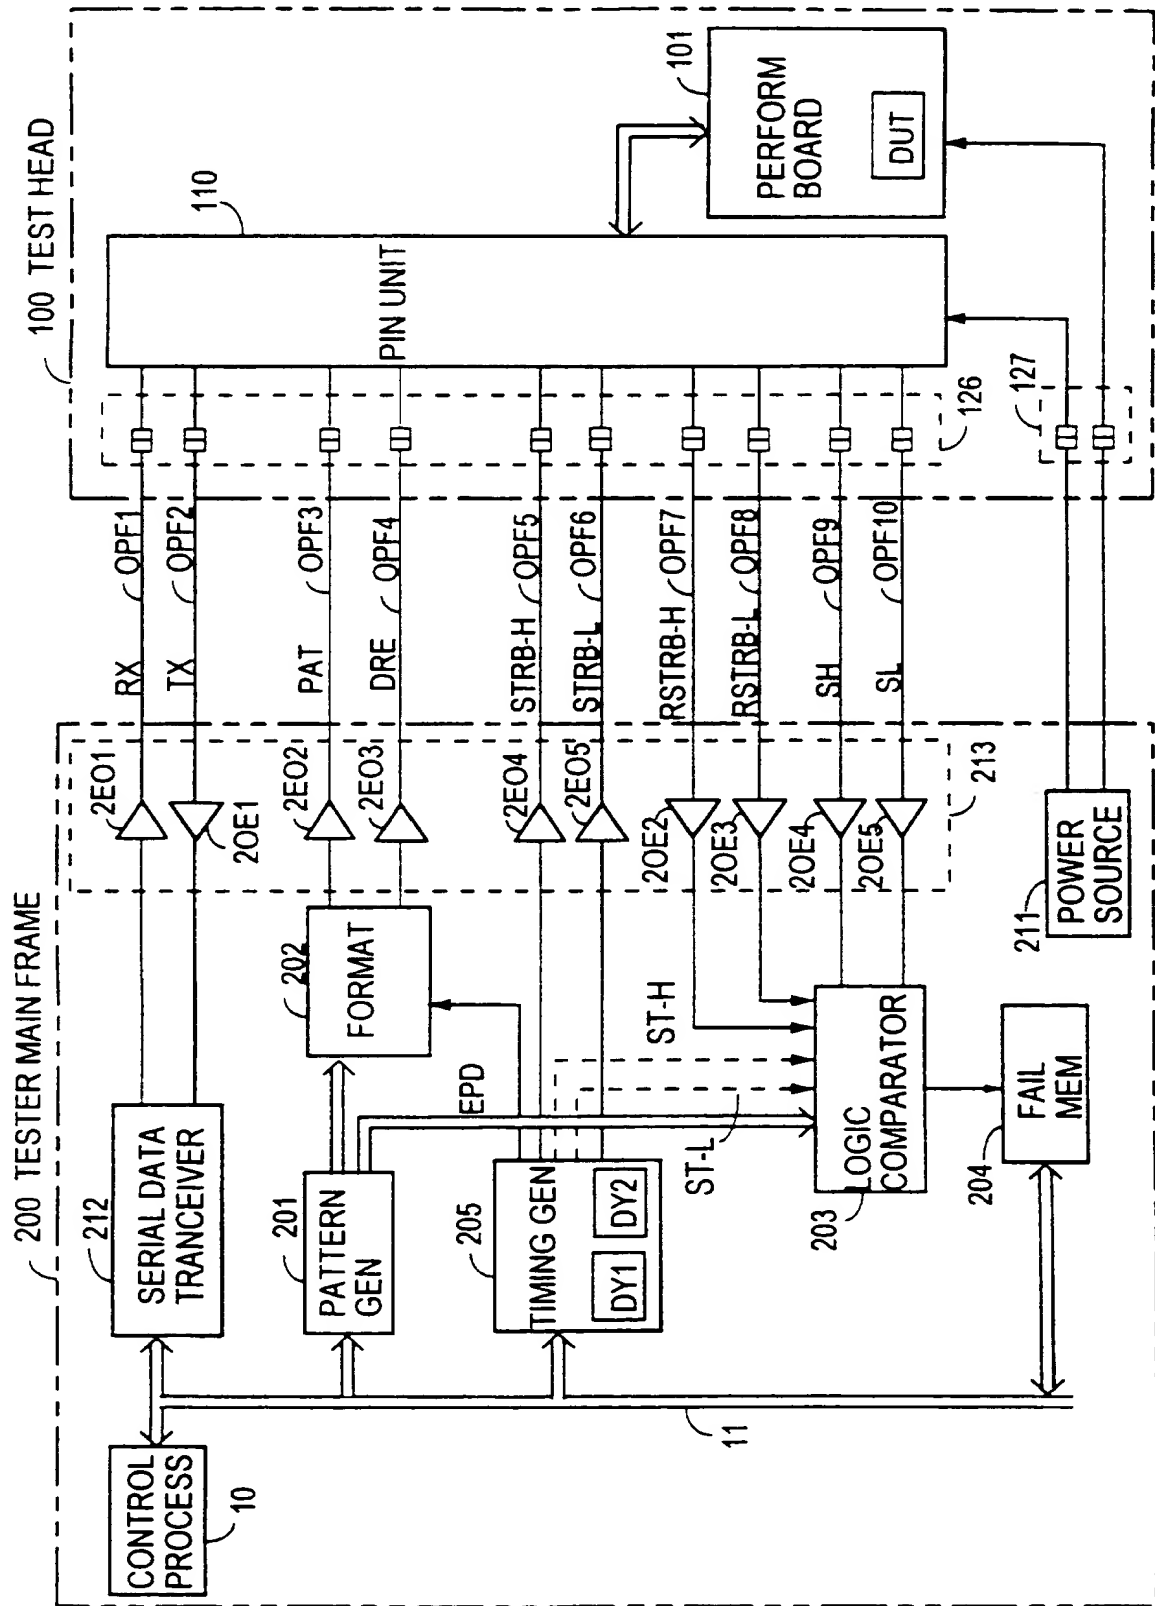 200 TESTER MAIN FRAME
100 TEST HEAD
CONTROL
PROCESS
10
11
212
SERIAL DATA
TRANCEIVER
201
PATTERN
GEN
202
FORMAT
205
TIMING GEN
DY1
DY2
EPD
ST-H
ST-L
LOGIC
COMPARATOR
203
204
FAIL
MEM
211
POWER
SOURCE
213
2EO1
2OE1
2EO2
2EO3
2EO4
2EO5
2OE2
2OE3
2OE4
2OE5
RX
OPF1
TX
OPF2
PAT
OPF3
DRE
OPF4
STRB-H
OPF5
STRB-L
OPF6
RSTRB-H
OPF7
RSTRB-L
OPF8
SH
OPF9
SL
OPF10
126
127
110
PIN UNIT
101
PERFORM
BOARD
DUT